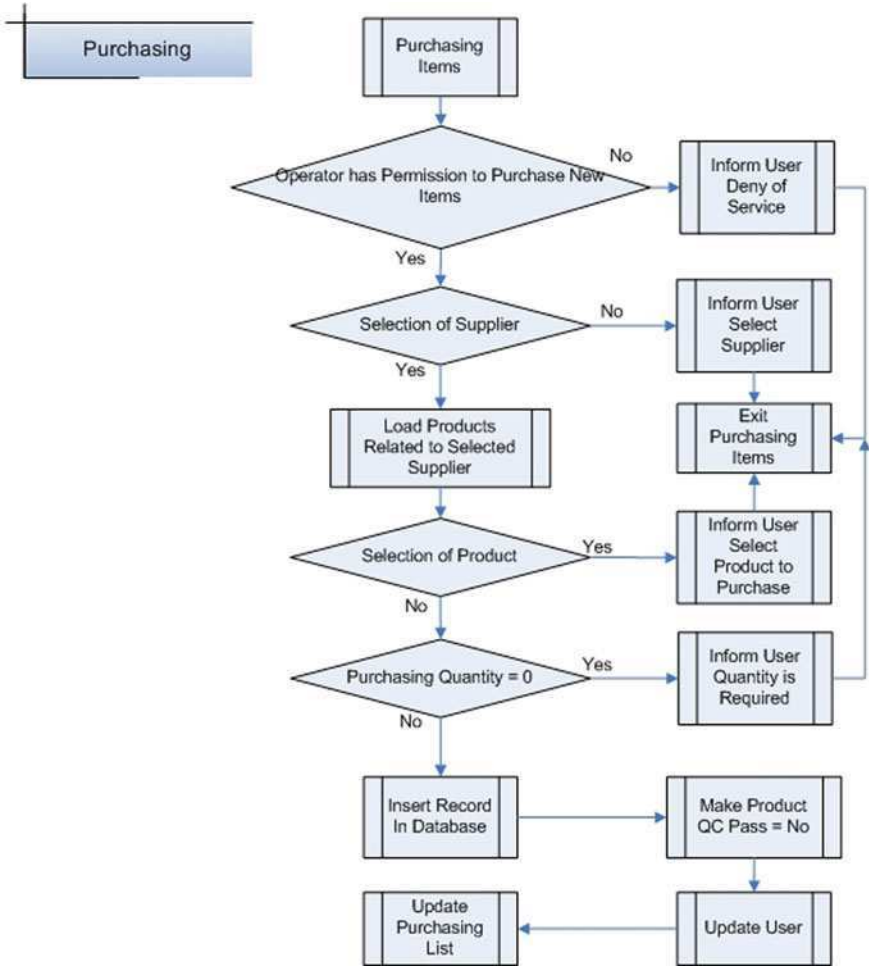 Purchasing
Purchasing
Items
Operator has Permission to Purchase New
Items
No
Inform User
Deny of
Service
Yes
Selection of Supplier
No
Inform User
Select
Supplier
Yes
Load Products
Related to Selected
Supplier
Exit
Purchasing
Items
Selection of Product
Yes
Inform User
Select
Product to
Purchase
No
Purchasing Quantity = 0
Yes
Inform User
Quantity is
Required
No
Insert Record
In Database
Make Product
QC Pass = No
Update
Purchasing
List
Update User